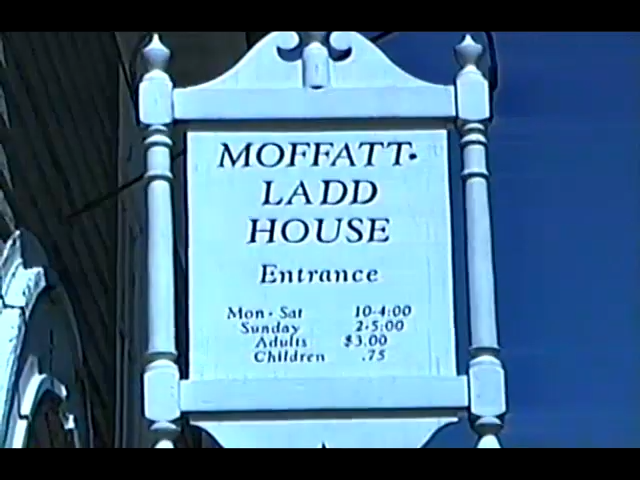 MOFFATT-
LADD
HOUSE
Entrance
Mon - Sat 10-4:00
Sunday 2-5:00
Adults $3.00
Children .75